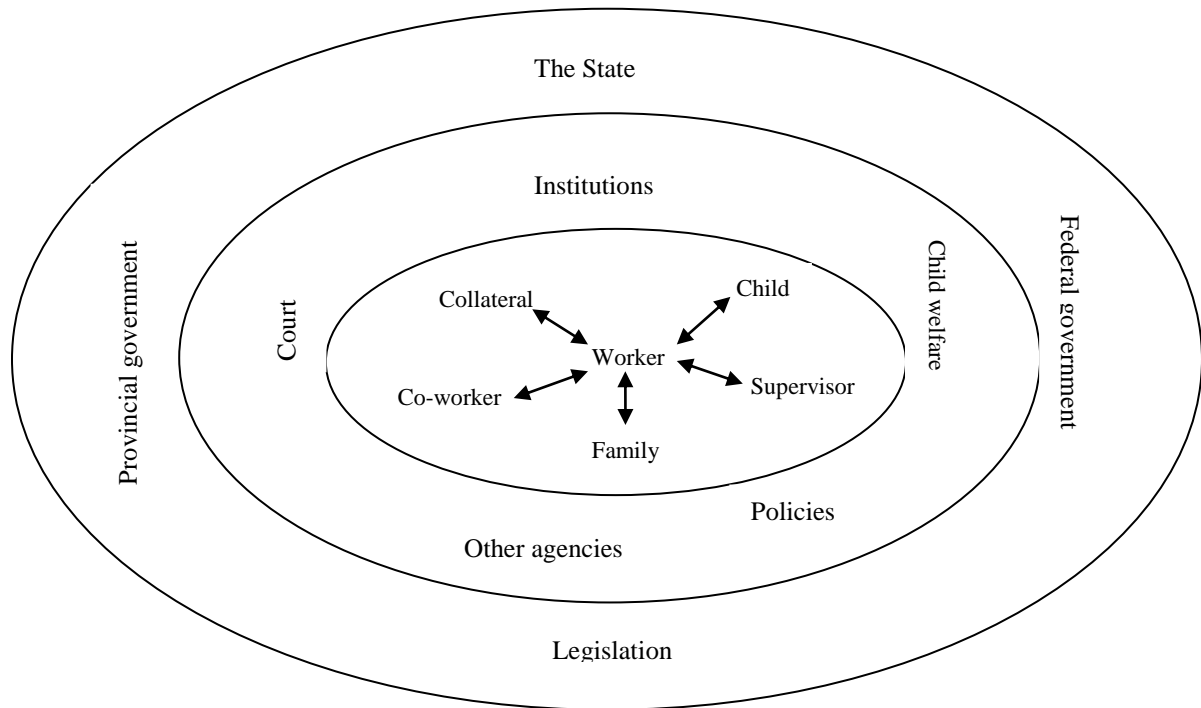 The State
Institutions
Provincial government
Federal government
Court
Child welfare
Collateral
Child
Worker
Co-worker
Supervisor
Family
Policies
Other agencies
Legislation